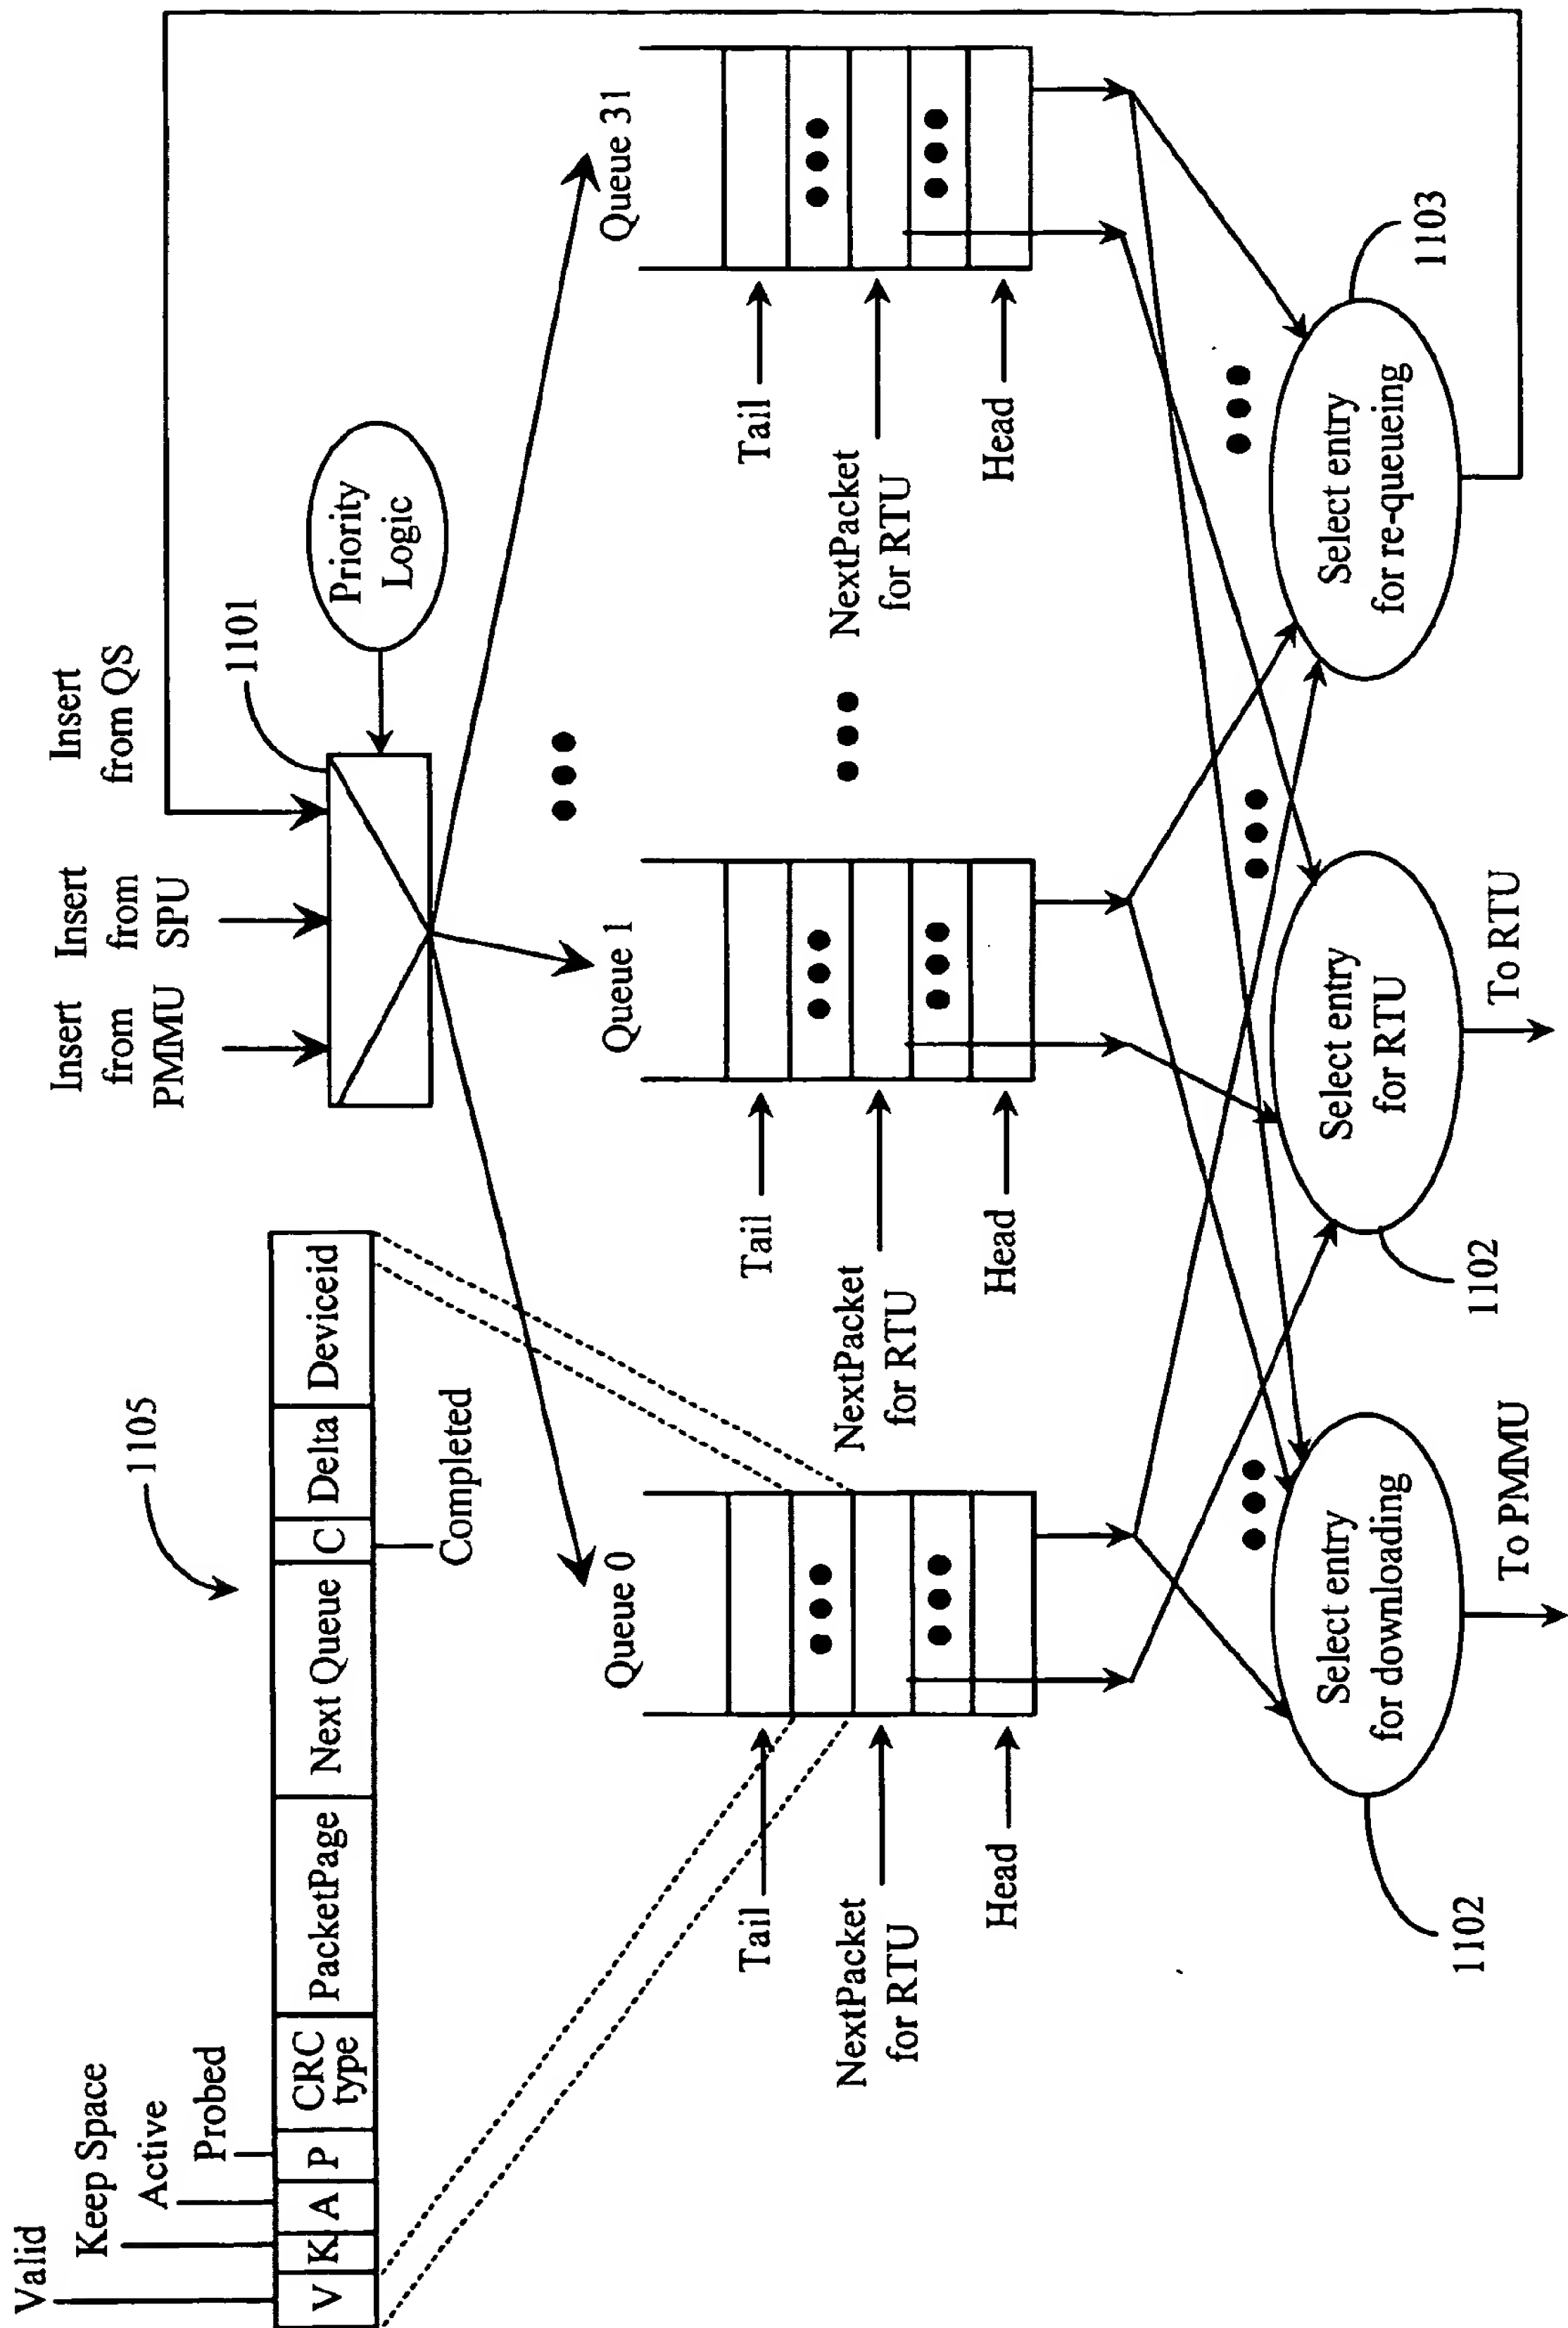 Valid
Keep Space
Active
Probed
V
K
A
P
CRC
type
PacketPage
Next Queue
C
Delta
Deviceid
Completed
1105
Insert
from
PMMU
Insert
from
SPU
Insert
from QS
1101
Priority
Logic
Queue 0
Queue 1
Queue 31
Tail
NextPacket
for RTU
Head
Tail
NextPacket
for RTU
Head
Tail
NextPacket
for RTU
Head
Select entry
for downloading
1102
To PMMU
Select entry
for RTU
1102
To RTU
Select entry
for re-queueing
1103